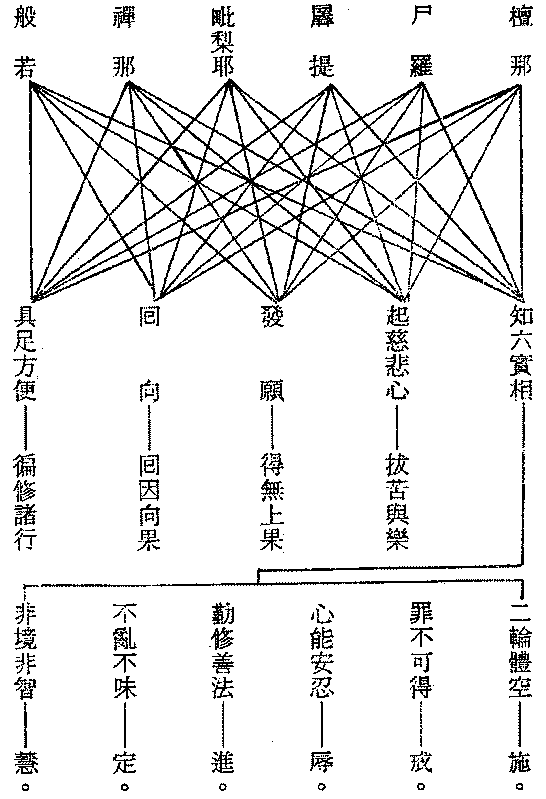 檀那
尸羅
羼提
毗梨耶
禪那
般若
知六實相
起慈悲心——拔苦與樂
發願——得無上果
回向——回因向果
具足方便——徧修諸行
二輪體空——施。
罪不可得——戒。
心能安忍——辱。
勤修善法——進。
不亂不味——定。
非境非智——慧。